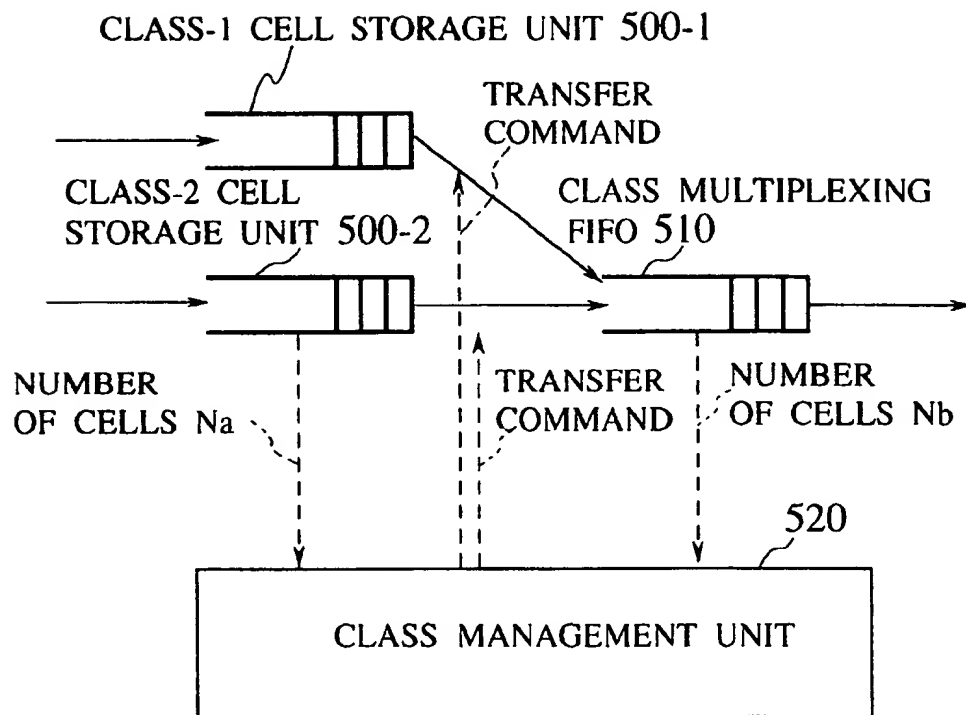 CLASS-1 CELL STORAGE UNIT 500-1
TRANSFER
COMMAND
CLASS-2 CELL
STORAGE UNIT 500-2
CLASS MULTIPLEXING
FIFO 510
NUMBER
OF CELLS Na
TRANSFER
COMMAND
NUMBER
OF CELLS Nb
520
CLASS MANAGEMENT UNIT